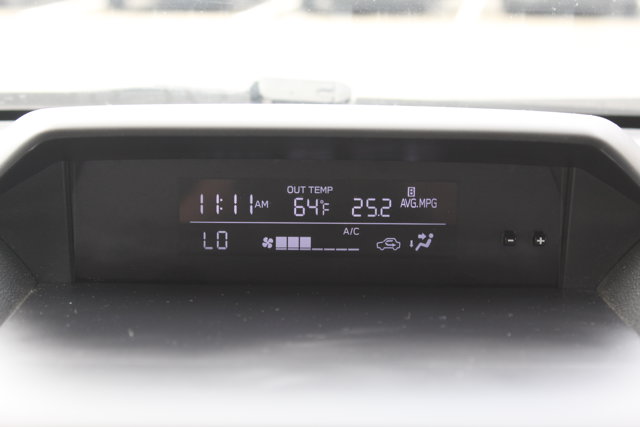 OUT TEMP B
11:11 AM 64°F 25.2 AVG.MPG
A/C
LO
- +